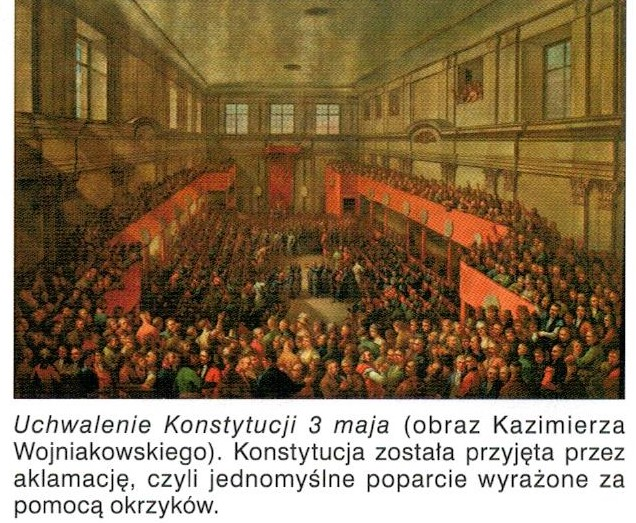 Uchwalenie Konstytucji 3 maja (obraz Kazimierza
Wojniakowskiego). Konstytucja została przyjęta przez
aklamację, czyli jednomyślne poparcie wyrażone za
pomocą okrzyków.